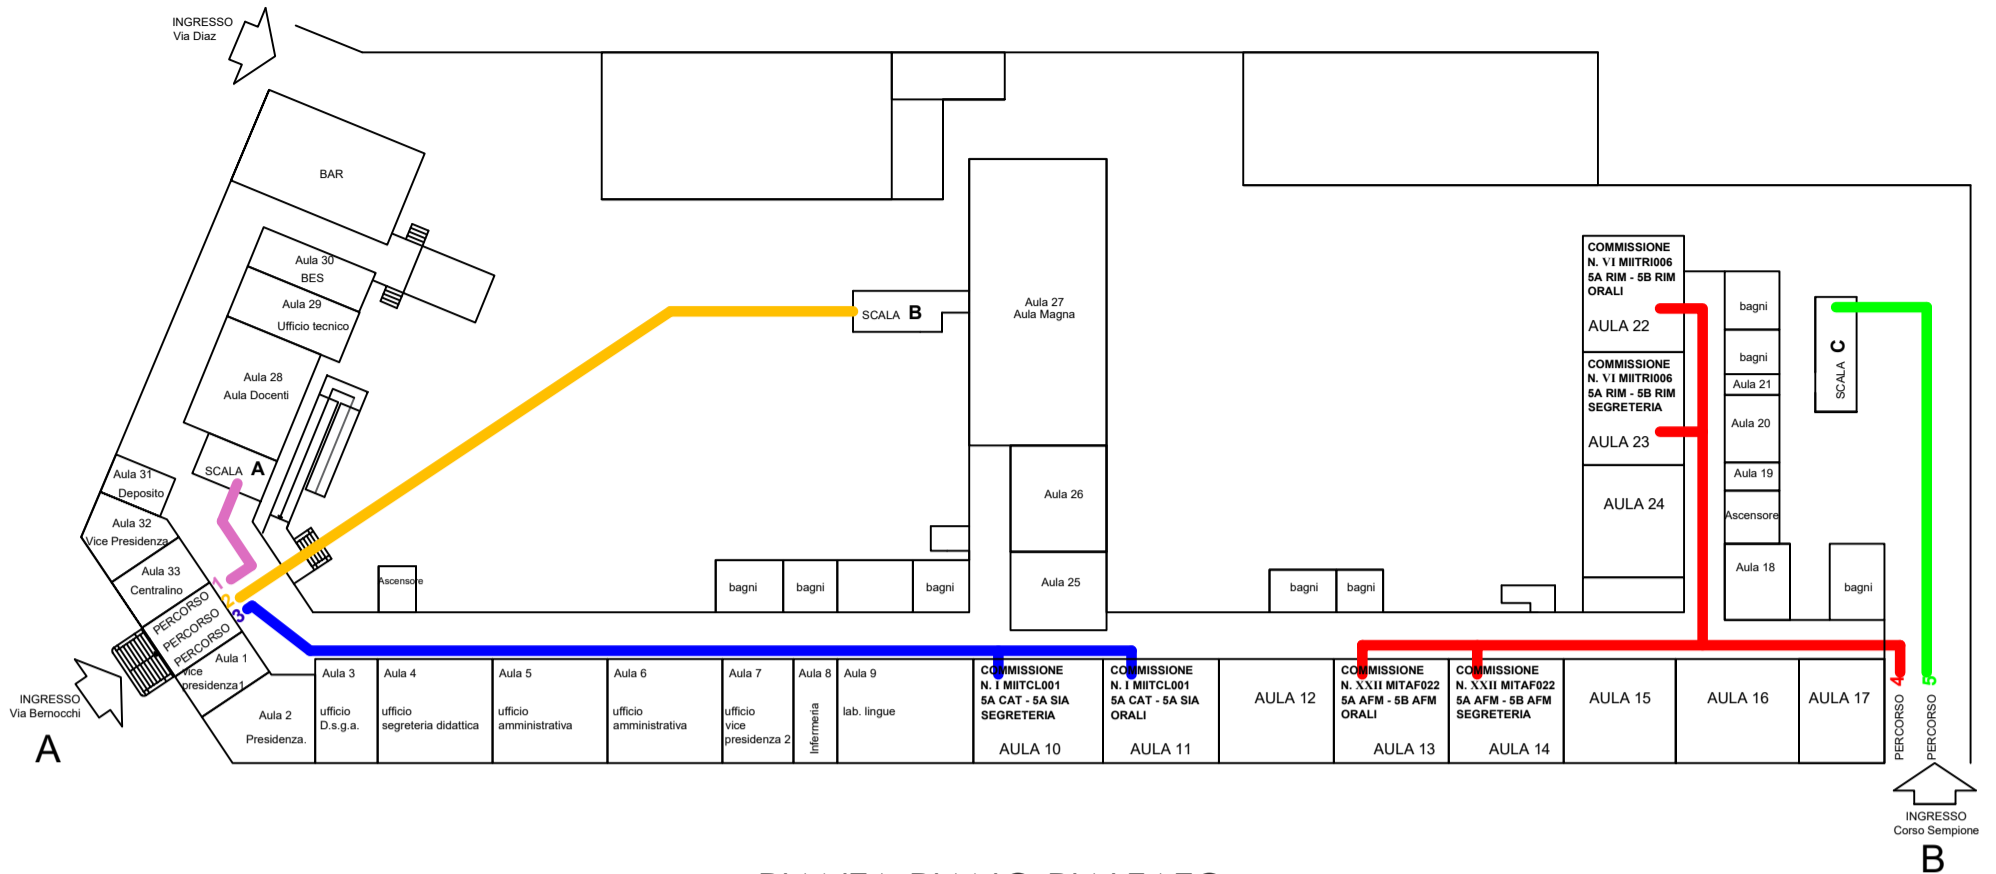 INGRESSO
Via Diaz
BAR
Aula 30
BES
Aula 29
Ufficio tecnico
Aula 28
Aula Docenti
SCALA A
Aula 31
Deposito
Aula 32
Vice Presidenza
Aula 33
Centralino
PERCORSO 1
PERCORSO 2
PERCORSO 3
INGRESSO
Via Bernocchi
A
Aula 1
vice
presidenza1
Aula 2
Presidenza.
Aula 3
ufficio
D.s.g.a.
Aula 4
ufficio
segreteria didattica
Aula 5
ufficio
amministrativa
Aula 6
ufficio
amministrativa
Aula 7
ufficio
vice
presidenza 2
Aula 8
Infermeria
Aula 9
lab. lingue
Ascensore
bagni
bagni
bagni
SCALA B
Aula 27
Aula Magna
Aula 26
Aula 25
COMMISSIONE
N. I MIITCL001
5A CAT - 5A SIA
SEGRETERIA
AULA 10
COMMISSIONE
N. I MIITCL001
5A CAT - 5A SIA
ORALI
AULA 11
AULA 12
COMMISSIONE
N. XXII MITAF022
5A AFM - 5B AFM
ORALI
AULA 13
COMMISSIONE
N. XXII MITAF022
5A AFM - 5B AFM
SEGRETERIA
AULA 14
AULA 15
AULA 16
AULA 17
bagni
bagni
COMMISSIONE
N. VI MIITRI006
5A RIM - 5B RIM
ORALI
AULA 22
COMMISSIONE
N. VI MIITRI006
5A RIM - 5B RIM
SEGRETERIA
AULA 23
AULA 24
bagni
bagni
Aula 21
Aula 20
Aula 19
Ascensore
Aula 18
bagni
SCALA C
PERCORSO 4
PERCORSO 5
INGRESSO
Corso Sempione
B